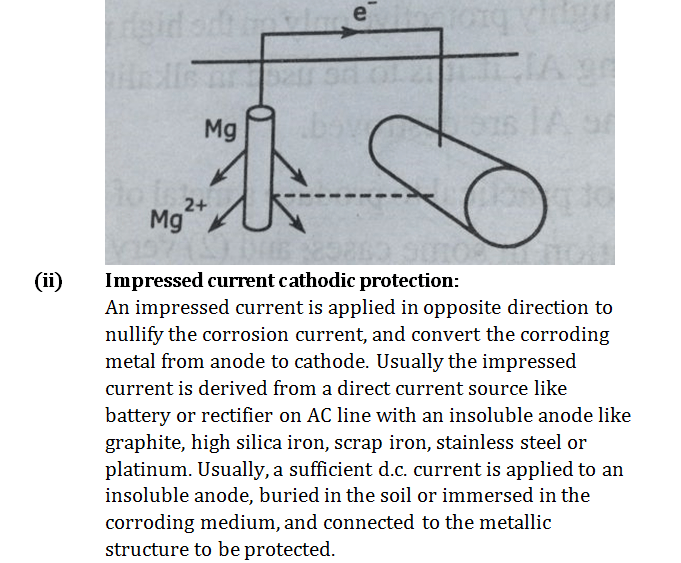 e⁻
Mg
Mg²⁺
(ii) Impressed current cathodic protection:
An impressed current is applied in opposite direction to
nullify the corrosion current, and convert the corroding
metal from anode to cathode. Usually the impressed
current is derived from a direct current source like
battery or rectifier on AC line with an insoluble anode like
graphite, high silica iron, scrap iron, stainless steel or
platinum. Usually, a sufficient d.c. current is applied to an
insoluble anode, buried in the soil or immersed in the
corroding medium, and connected to the metallic
structure to be protected.